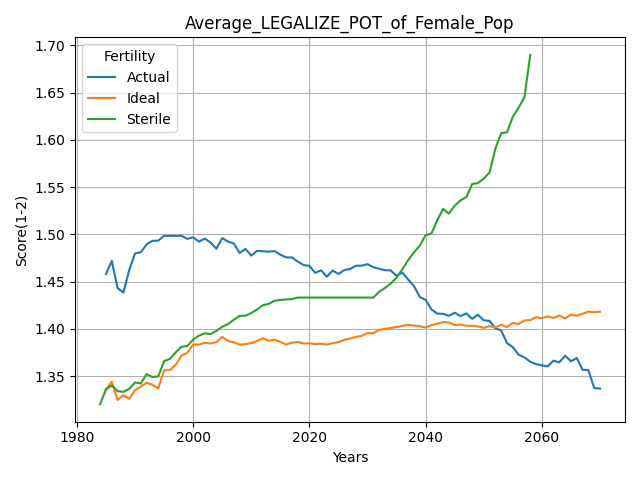 Average_LEGALIZE_POT_of_Female_Pop
Fertility
Actual
Ideal
Sterile
Score(1-2)
1.70
1.65
1.60
1.55
1.50
1.45
1.40
1.35
1980
2000
2020
2040
2060
Years